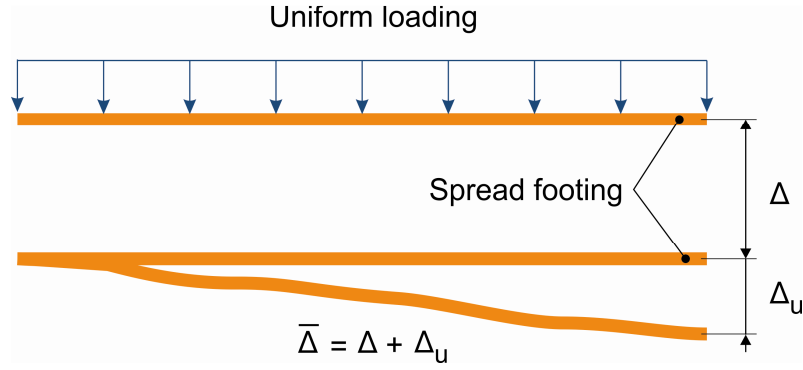 Uniform loading
Spread footing
Δ
Δu
Δ̅ = Δ + Δu